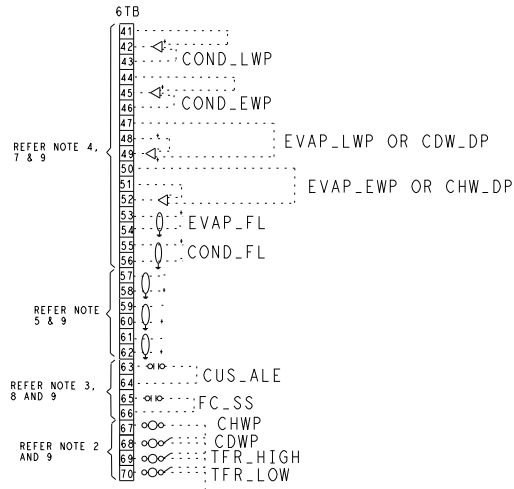 6TB
41
42
43
COND_LWP
44
45
46
COND_EWP
47
48
49
EVAP_LWP OR CDW_DP
REFER NOTE 4,
7 & 9
50
51
52
EVAP_EWP OR CHW_DP
53
54
EVAP_FL
55
56
COND_FL
57
58
59
60
61
62
REFER NOTE
5 & 9
63
64
CUS_ALE
65
66
FC_SS
REFER NOTE 3,
8 AND 9
67
CHWP
68
CDWP
69
TFR_HIGH
70
TFR_LOW
REFER NOTE 2
AND 9